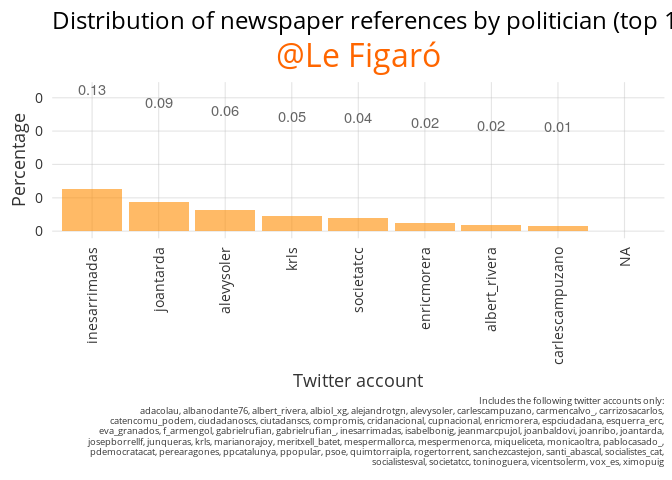 Distribution of newspaper references by politician (top 1
@Le Figaró
Percentage
0
0
0
0
0
0.13
0.09
0.06
0.05
0.04
0.02
0.02
0.01
inesarrimadas
joantarda
alevysoler
krls
societatcc
enricmorera
albert_rivera
carlescampuzano
NA
Twitter account
Includes the following twitter accounts only:
adacolau, albanodante76, albert_rivera, albiol_xg, alejandrotgn, alevysoler, carlescampuzano, carmencalvo_, carrizosacarlos,
catencomu_podem, ciudadanoscs, ciutadanscs, compromis, cridanacional, cupnacional, enricmorera, espciudadana, esquerra_erc,
eva_granados, f_armengol, gabrielrufian, gabrielrufian_, inesarrimadas, isabelbonig, jeanmarcpujol, joanbaldovi, joanribo, joantarda,
josepborrellf, junqueras, krls, marianorajoy, meritxell_batet, mespermallorca, mespermenorca, miqueliceta, monicaoltra, pablocasado_,
pdemocratacat, perearagones, ppcatalunya, ppopular, psoe, quimtorraipla, rogertorrent, sanchezcastejon, santi_abascal, socialistes_cat,
socialistesval, societatcc, toninoguera, vicentsolerm, vox_es, ximopuig